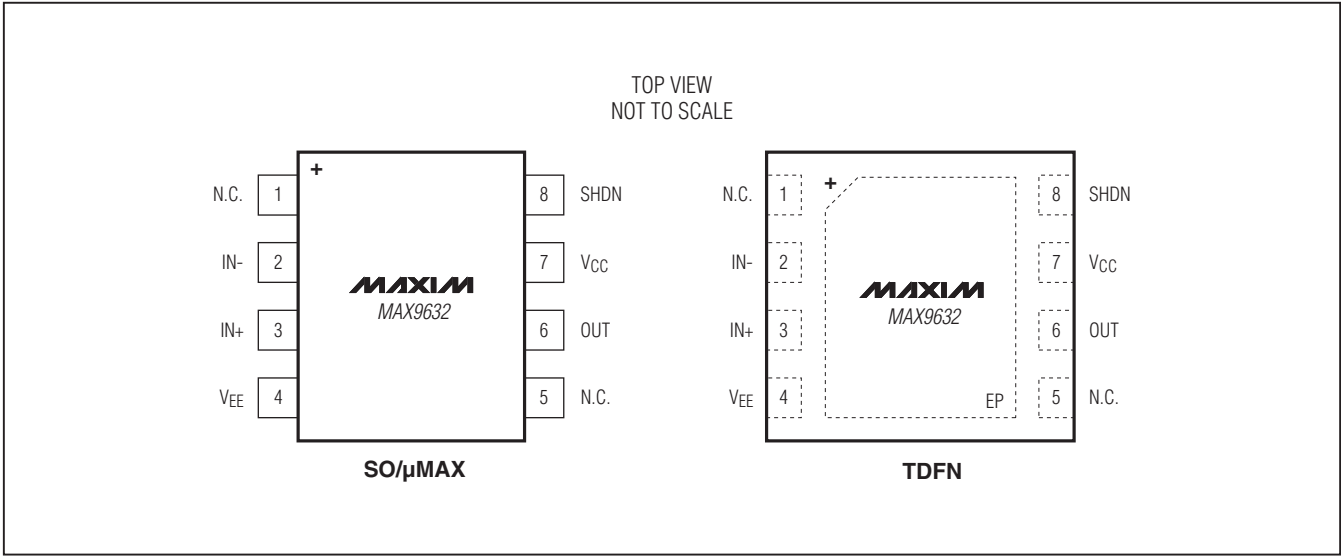 TOP VIEW
NOT TO SCALE
+
N.C. 1
8 SHDN
IN- 2
7 VCC
MAXIM
MAX9632
IN+ 3
6 OUT
VEE 4
5 N.C.
SO/µMAX
+
N.C. 1
8 SHDN
IN- 2
7 VCC
MAXIM
MAX9632
IN+ 3
6 OUT
VEE 4
EP
5 N.C.
TDFN